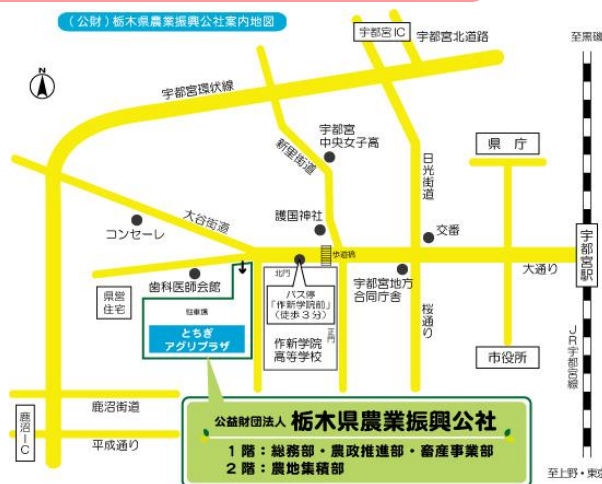 (公財)栃木県農業振興公社案内地図
宇都宮IC
宇都宮北道路
至黒磯
N
宇都宮環状線
宇都宮
中央女子高
新里街道
県 庁
日光街道
大谷街道
コンセーレ
護国神社
交番
宇都宮駅
歩道橋
大通り
北門
バス停
「作新学院前」
(徒歩3分)
宇都宮地方
合同庁舎
歯科医師会館
県営
住宅
駐車場
とちぎ
アグリプラザ
正門
作新学院
高等学校
桜通り
市役所
JR宇都宮線
鹿沼街道
鹿沼IC
平成通り
公益財団法人 栃木県農業振興公社
1階:総務部・農政推進部・畜産事業部
2階:農地集積部
至上野・東京